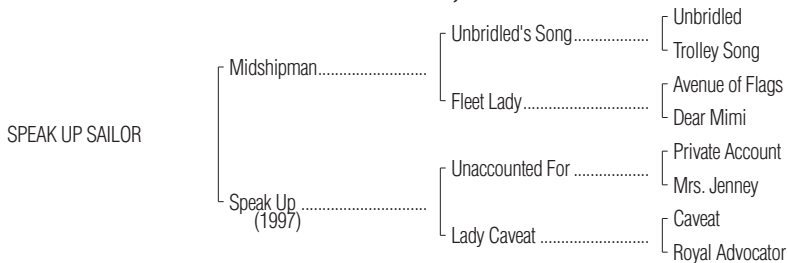 Unbridled
Unbridled's Song..................
Trolley Song
Midshipman...........................
Avenue of Flags
Fleet Lady...............................
Dear Mimi
SPEAK UP SAILOR
Private Account
Unaccounted For ...................
Mrs. Jenney
Speak Up ...............................
(1997)
Caveat
Lady Caveat ...........................
Royal Advocator